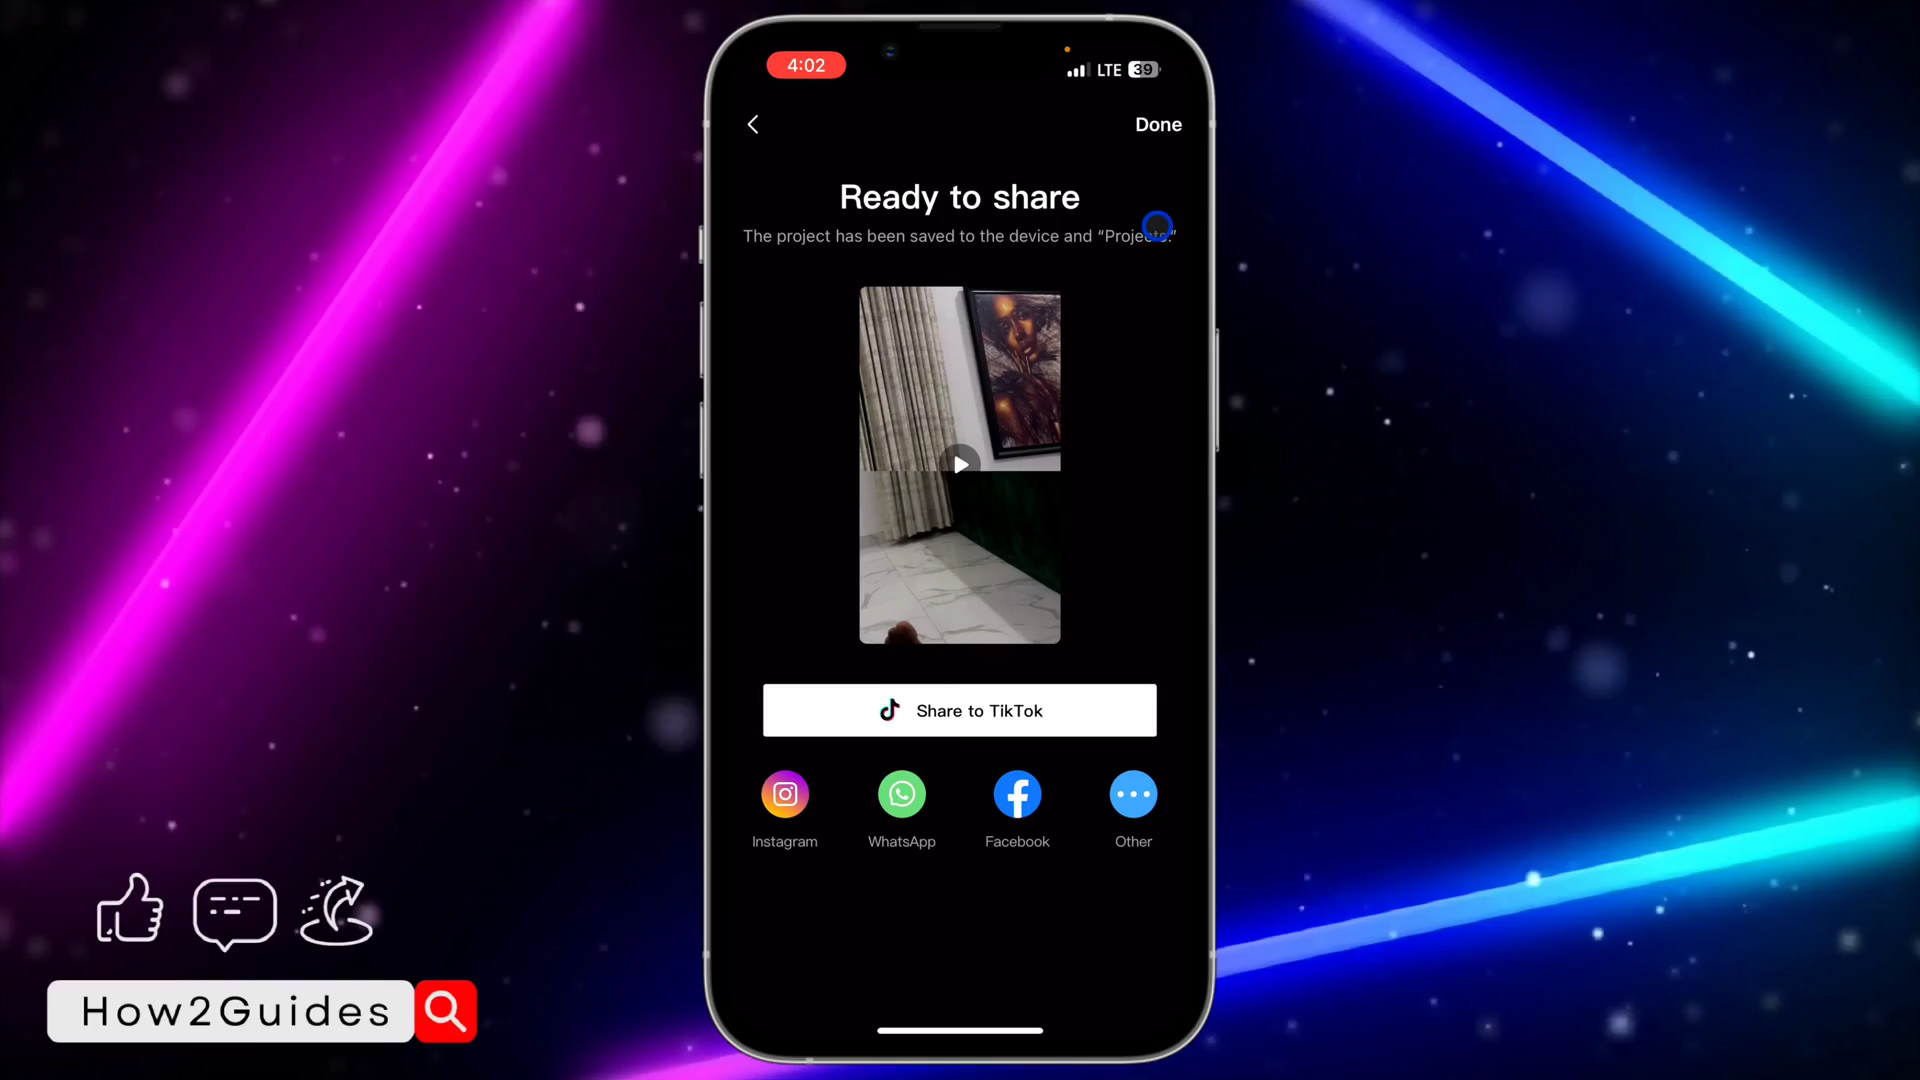 4:02
LTE 39
Done
Ready to share
The project has been saved to the device and “Projects.”
Share to TikTok
Instagram WhatsApp Facebook Other
How2Guides